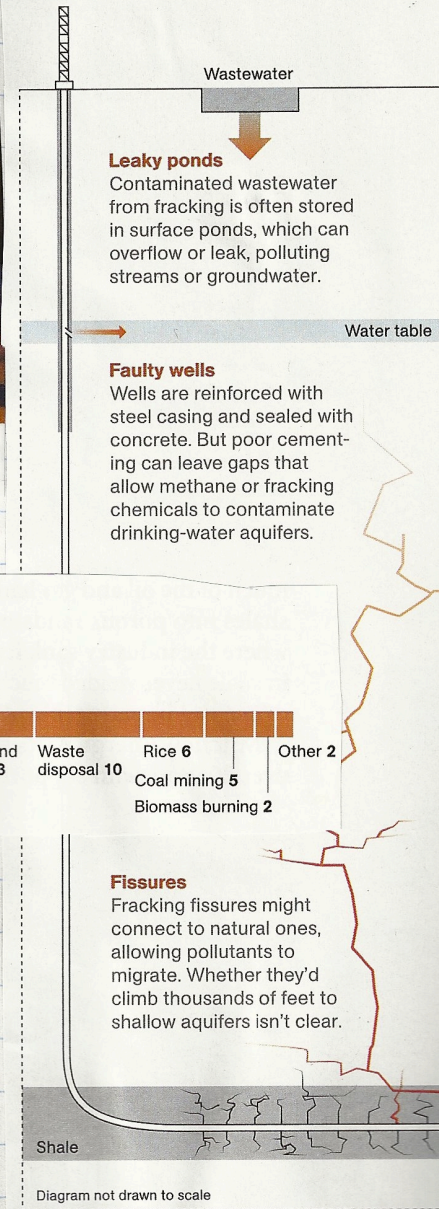 Wastewater
Leaky ponds
Contaminated wastewater
from fracking is often stored
in surface ponds, which can
overflow or leak, polluting
streams or groundwater.
Water table
Faulty wells
Wells are reinforced with
steel casing and sealed with
concrete. But poor cement-
ing can leave gaps that
allow methane or fracking
chemicals to contaminate
drinking-water aquifers.
nd
3
Waste
disposal 10
Rice 6
Coal mining 5
Biomass burning 2
Other 2
Fissures
Fracking fissures might
connect to natural ones,
allowing pollutants to
migrate. Whether they'd
climb thousands of feet to
shallow aquifers isn't clear.
Shale
Diagram not drawn to scale